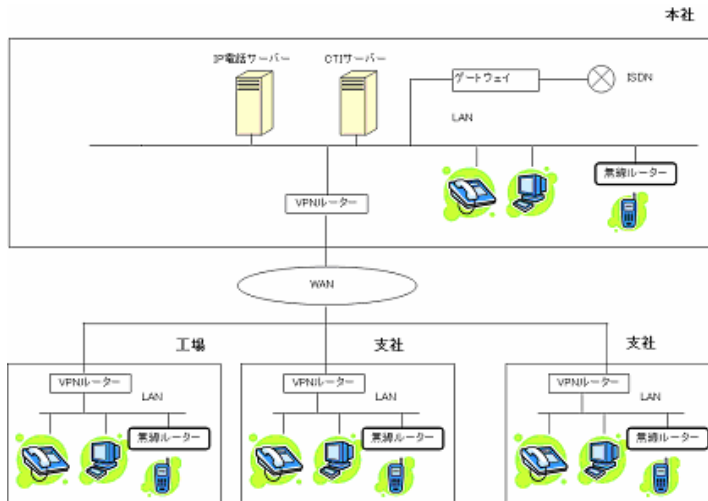 本社
IP電話サーバー
CTIサーバー
ゲートウェイ
ISDN
LAN
無線ルーター
VPNルーター
WAN
工場
支社
支社
VPNルーター
LAN
無線ルーター
VPNルーター
LAN
無線ルーター
VPNルーター
LAN
無線ルーター